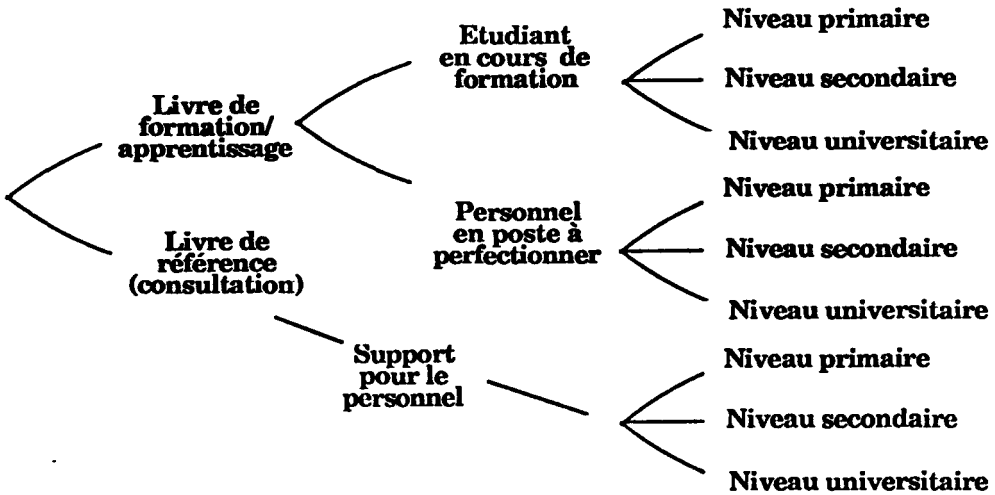 Livre de
formation/
apprentissage
Livre de
référence
(consultation)
Etudiant
en cours de
formation
Personnel
en poste à
perfectionner
Support
pour le
personnel
Niveau primaire
Niveau secondaire
Niveau universitaire
Niveau primaire
Niveau secondaire
Niveau universitaire
Niveau primaire
Niveau secondaire
Niveau universitaire